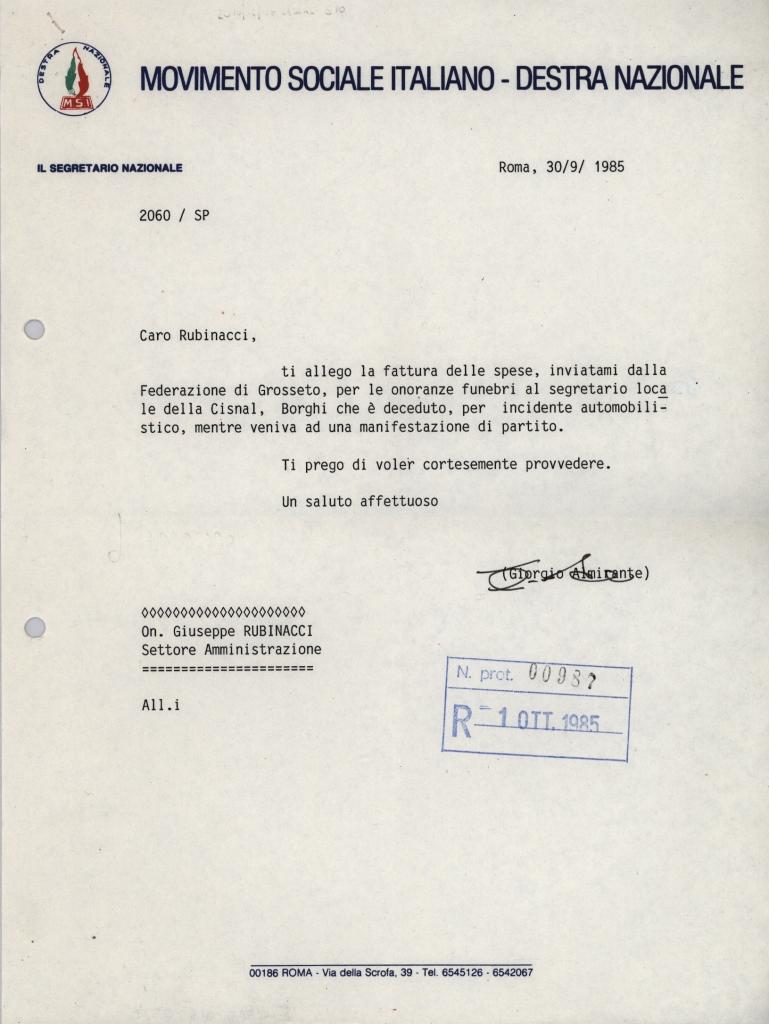 DESTRA NAZIONALE
MSI
MOVIMENTO SOCIALE ITALIANO - DESTRA NAZIONALE
IL SEGRETARIO NAZIONALE
Roma, 30/9/ 1985
2060 / SP
Caro Rubinacci,
ti allego la fattura delle spese, inviatami dalla
Federazione di Grosseto, per le onoranze funebri al segretario loca
le della Cisnal, Borghi che è deceduto, per incidente automobili-
stico, mentre veniva ad una manifestazione di partito.
Ti prego di voler cortesemente provvedere.
Un saluto affettuoso
(Giorgio Almirante)
◊◊◊◊◊◊◊◊◊◊◊◊◊◊◊◊◊◊◊◊◊
On. Giuseppe RUBINACCI
Settore Amministrazione
======================
All.i
N. prot. 00987
R - 1 OTT. 1985
00186 ROMA - Via della Scrofa, 39 - Tel. 6545126 - 6542067